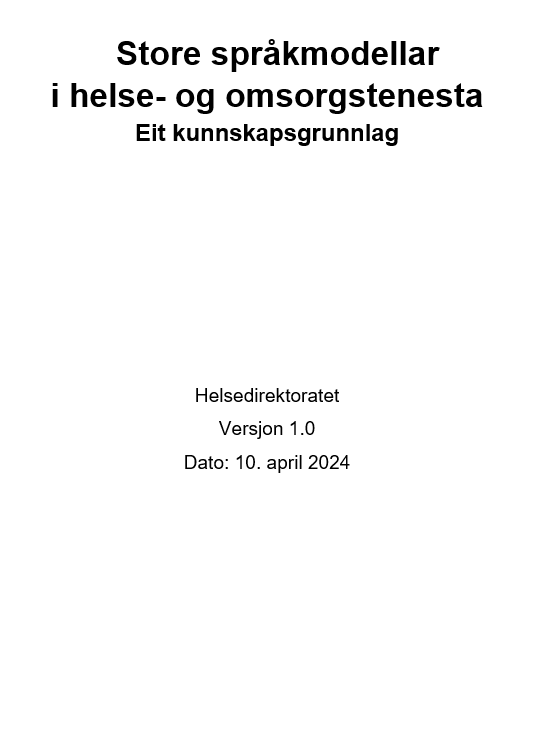 Store språkmodellar
i helse- og omsorgstenesta
Eit kunnskapsgrunnlag
Helsedirektoratet
Versjon 1.0
Dato: 10. april 2024